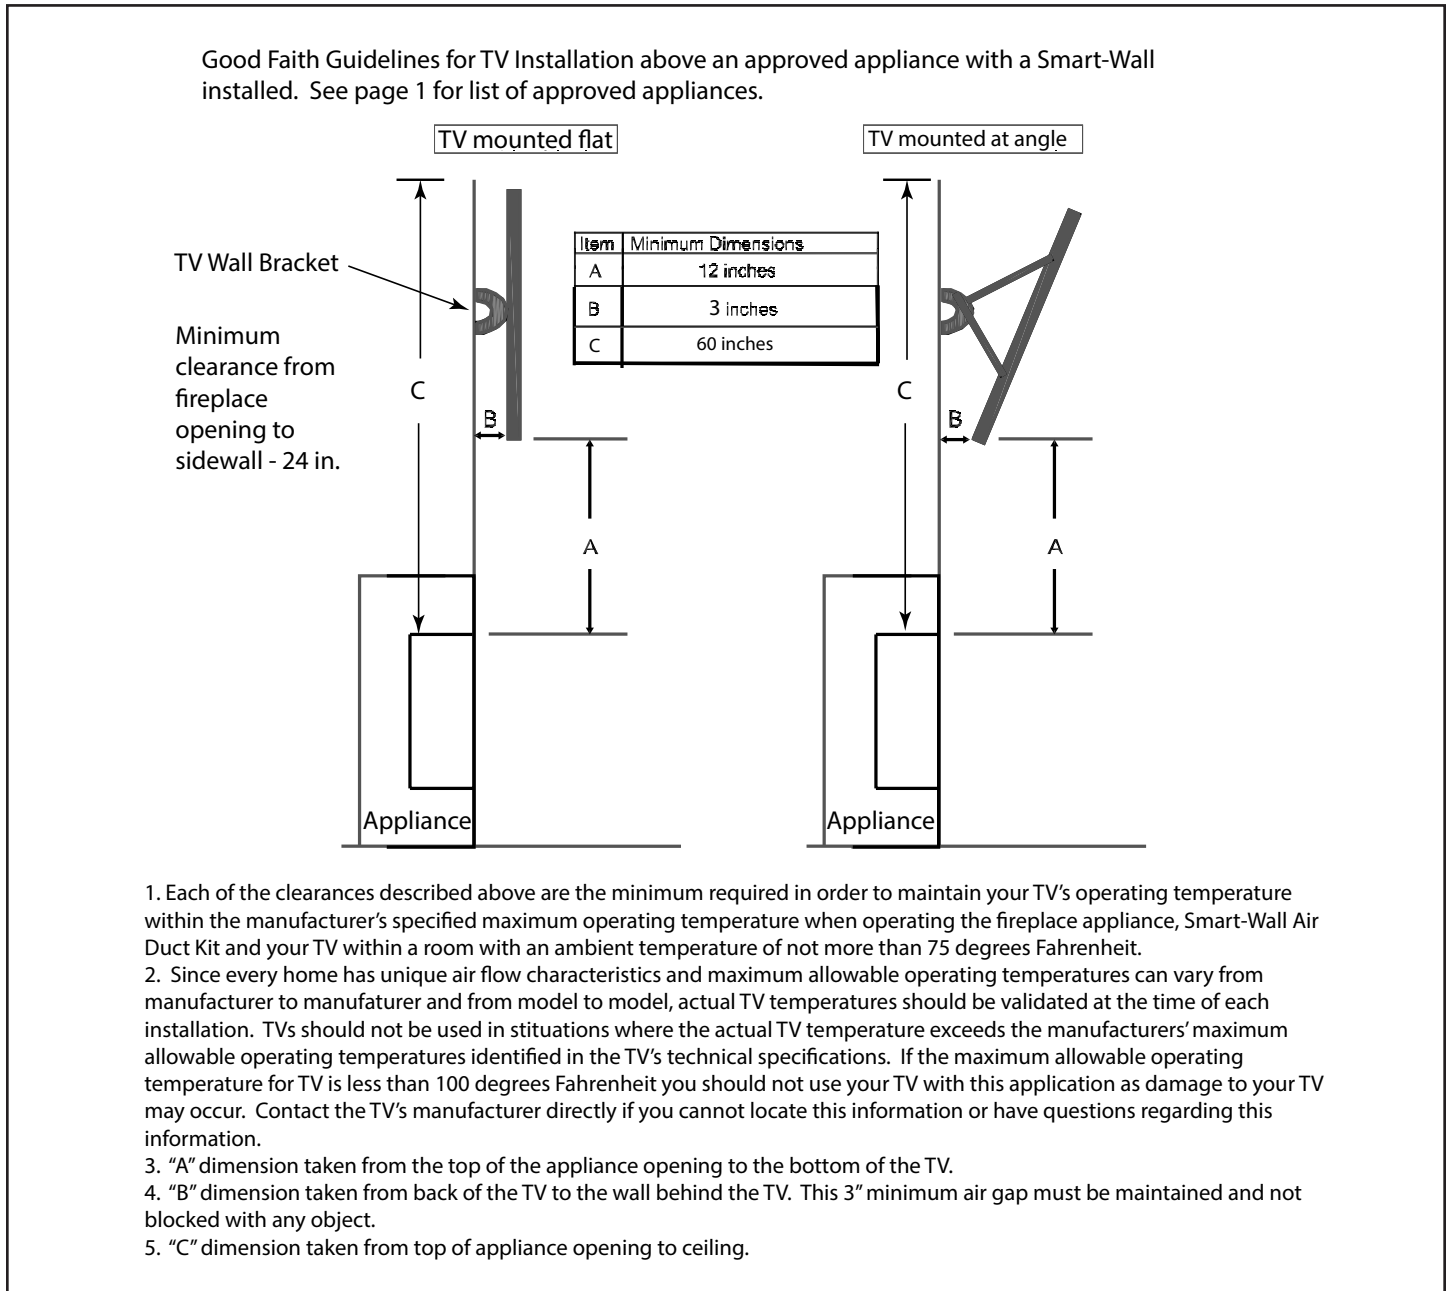 Good Faith Guidelines for TV Installation above an approved appliance with a Smart-Wall
installed.  See page 1 for list of approved appliances.
TV mounted flat
TV mounted at angle
TV Wall Bracket
Minimum
clearance from
fireplace
opening to
sidewall - 24 in.
Item Minimum Dimensions
A 12 inches
B 3 inches
C 60 inches
C
B
A
C
B
A
Appliance
Appliance
1. Each of the clearances described above are the minimum required in order to maintain your TV's operating temperature
within the manufacturer's specified maximum operating temperature when operating the fireplace appliance, Smart-Wall Air
Duct Kit and your TV within a room with an ambient temperature of not more than 75 degrees Fahrenheit.
2.  Since every home has unique air flow characteristics and maximum allowable operating temperatures can vary from
manufacturer to manufaturer and from model to model, actual TV temperatures should be validated at the time of each
installation.  TVs should not be used in stituations where the actual TV temperature exceeds the manufacturers' maximum
allowable operating temperatures identified in the TV's technical specifications.  If the maximum allowable operating
temperature for TV is less than 100 degrees Fahrenheit you should not use your TV with this application as damage to your TV
may occur.  Contact the TV's manufacturer directly if you cannot locate this information or have questions regarding this
information.
3.  “A” dimension taken from the top of the appliance opening to the bottom of the TV.
4.  “B” dimension taken from back of the TV to the wall behind the TV.  This 3” minimum air gap must be maintained and not
blocked with any object.
5.  “C” dimension taken from top of appliance opening to ceiling.